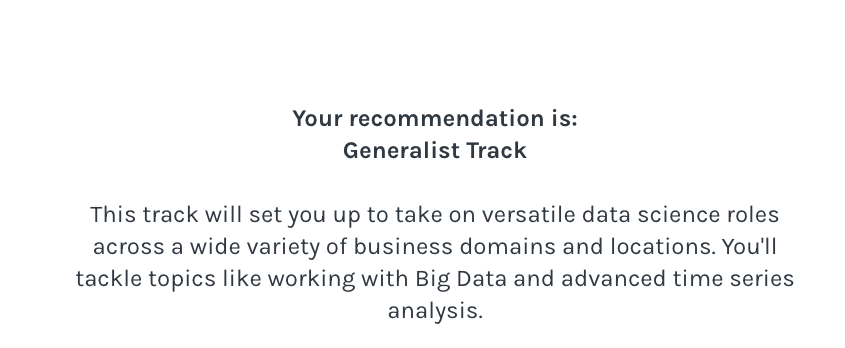 Your recommendation is:
Generalist Track
This track will set you up to take on versatile data science roles
across a wide variety of business domains and locations. You'll
tackle topics like working with Big Data and advanced time series
analysis.